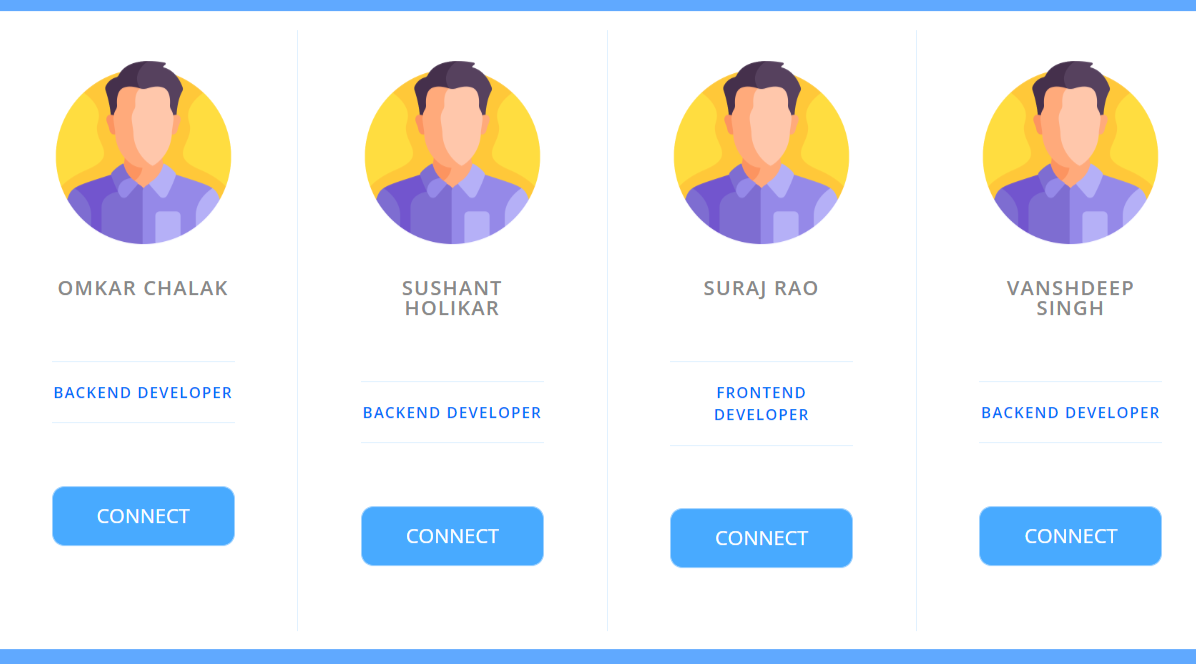 OMKAR CHALAK
BACKEND DEVELOPER
CONNECT
SUSHANT
HOLIKAR
BACKEND DEVELOPER
CONNECT
SURAJ RAO
FRONTEND
DEVELOPER
CONNECT
VANSHDEEP
SINGH
BACKEND DEVELOPER
CONNECT